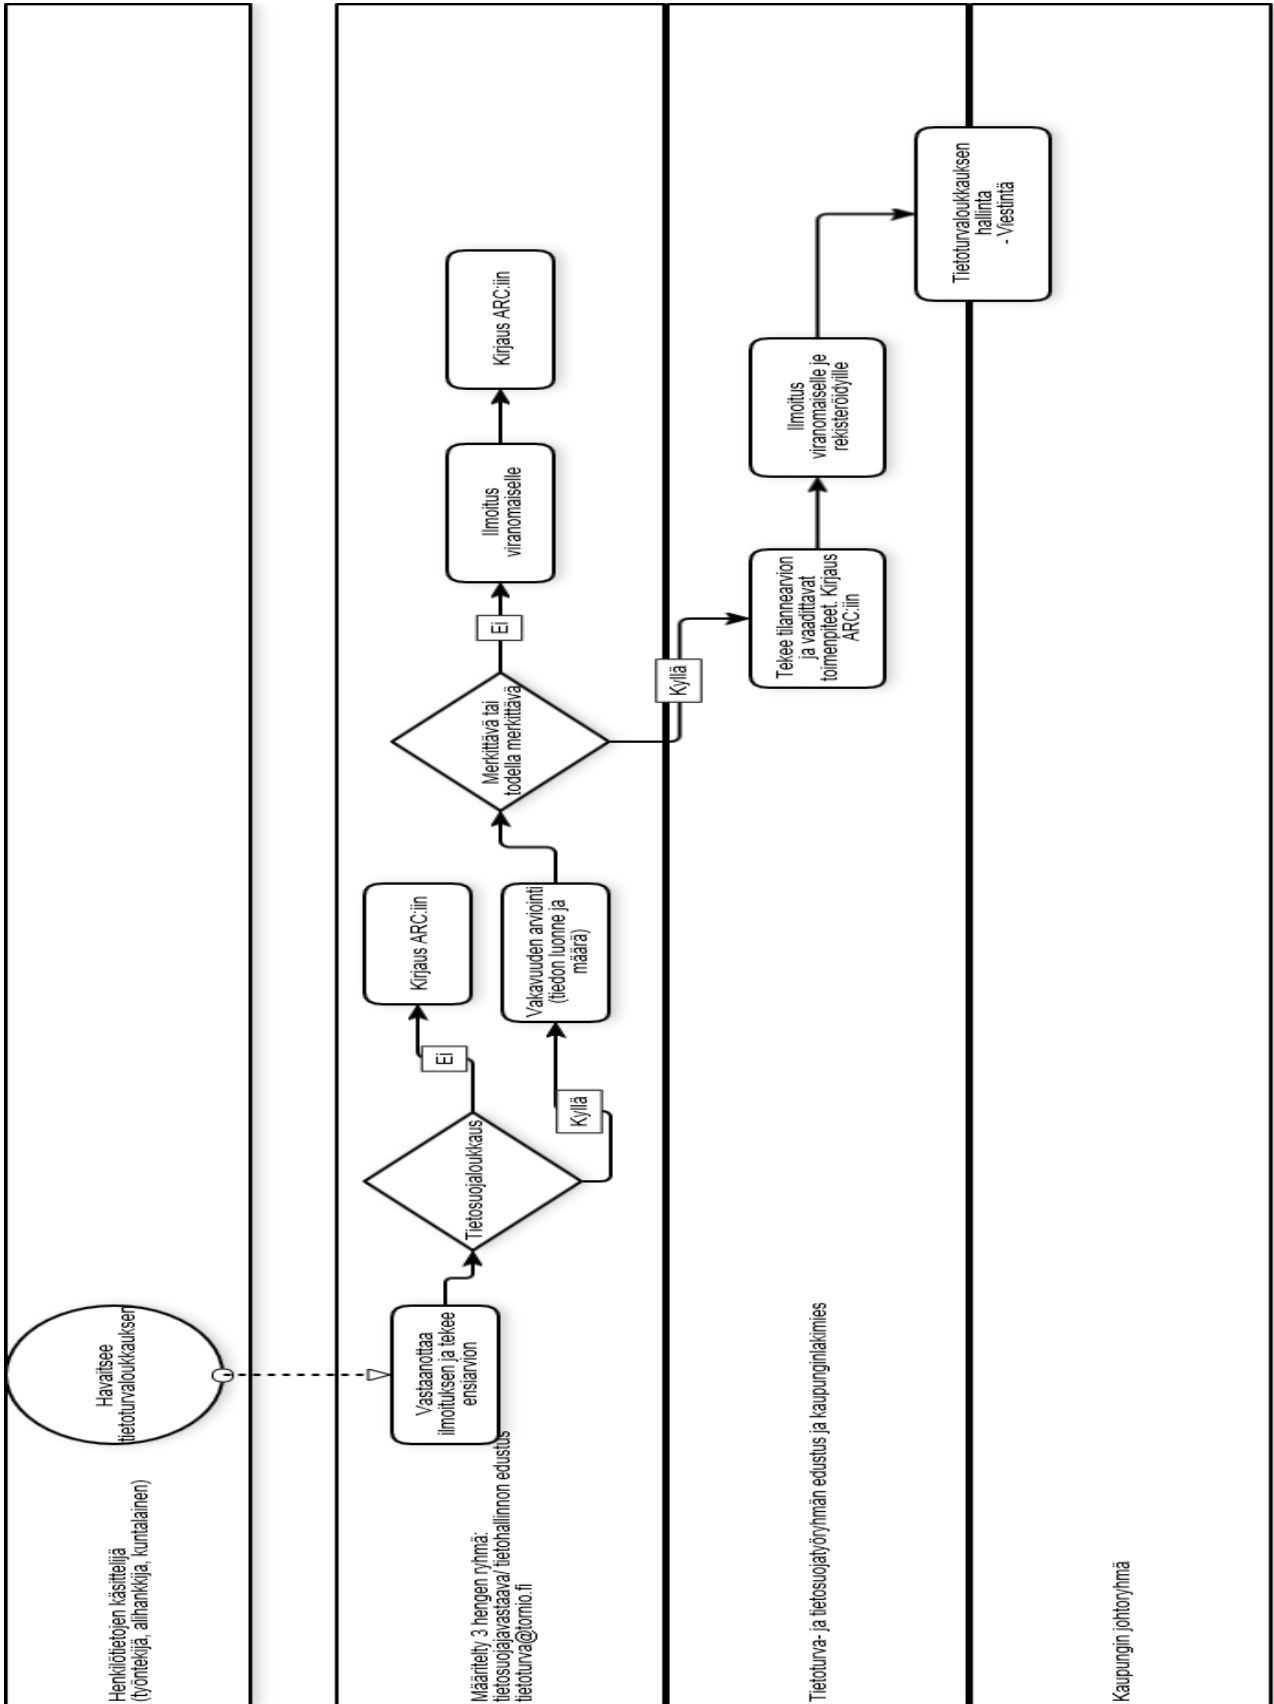 Henkilötietojen käsittelijä
(työntekijä, alihankkija, kuntalainen)
Havaitsee
tietoturvaloukkauksen
Määritelty 3 hengen ryhmä:
tietosuojajavastaava/ tietohallinnon edustus
tietoturva@tornio.fi
Vastaanottaa
ilmoituksen ja tekee
ensiarvion
Tietosuojaloukkaus
Ei
Kirjaus ARC:iin
Kyllä
Vakavuuden arviointi
(tiedon luonne ja
määrä)
Merkittävä tai
todella merkittävä
Ei
Ilmoitus
viranomaiselle
Kirjaus ARC:iin
Kyllä
Tietoturva- ja tietosuojatyöryhmän edustus ja kaupunginlakimies
Tekee tilannearvion
ja vaadittavat
toimenpiteet. Kirjaus
ARC:iin
Ilmoitus
viranomaiselle je
rekisteröidyille
Tietoturvaloukkauksen
hallinta
- Viestintä
Kaupungin johtoryhmä